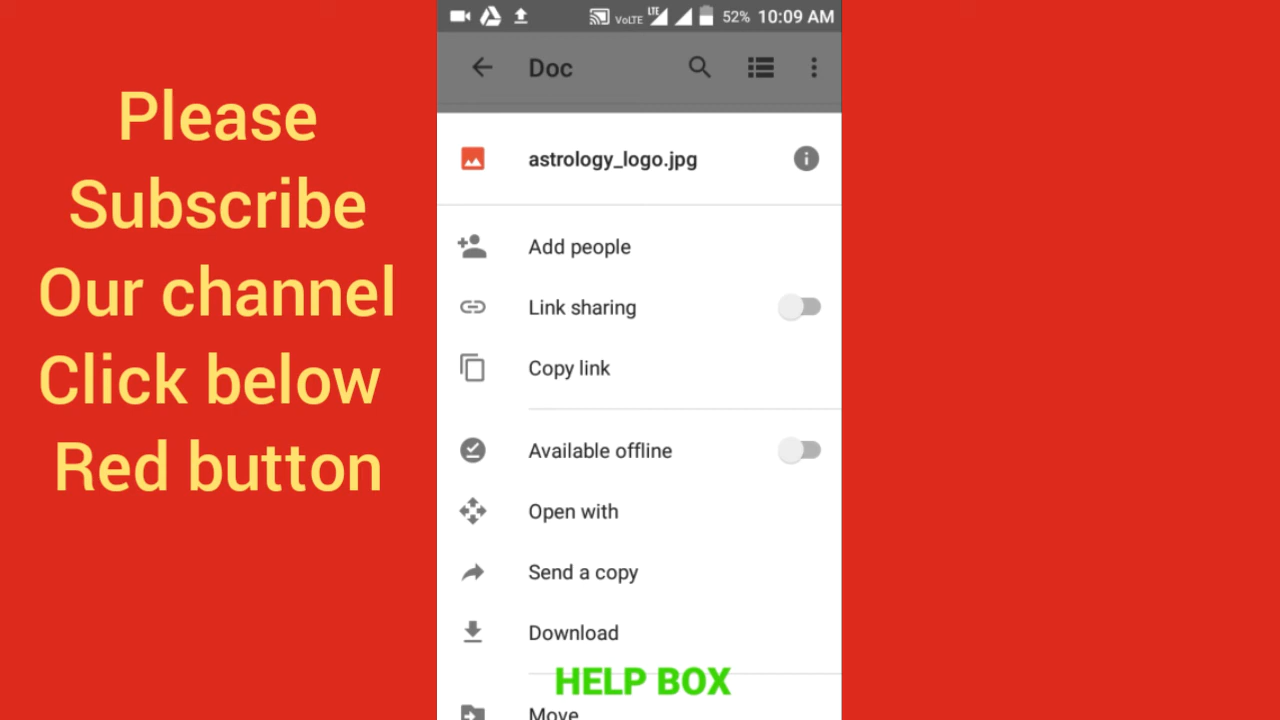 Please
Subscribe
Our channel
Click below
Red button
VoLTE LTE 52% 10:09 AM
Doc
astrology_logo.jpg
Add people
Link sharing
Copy link
Available offline
Open with
Send a copy
Download
HELP BOX
Move